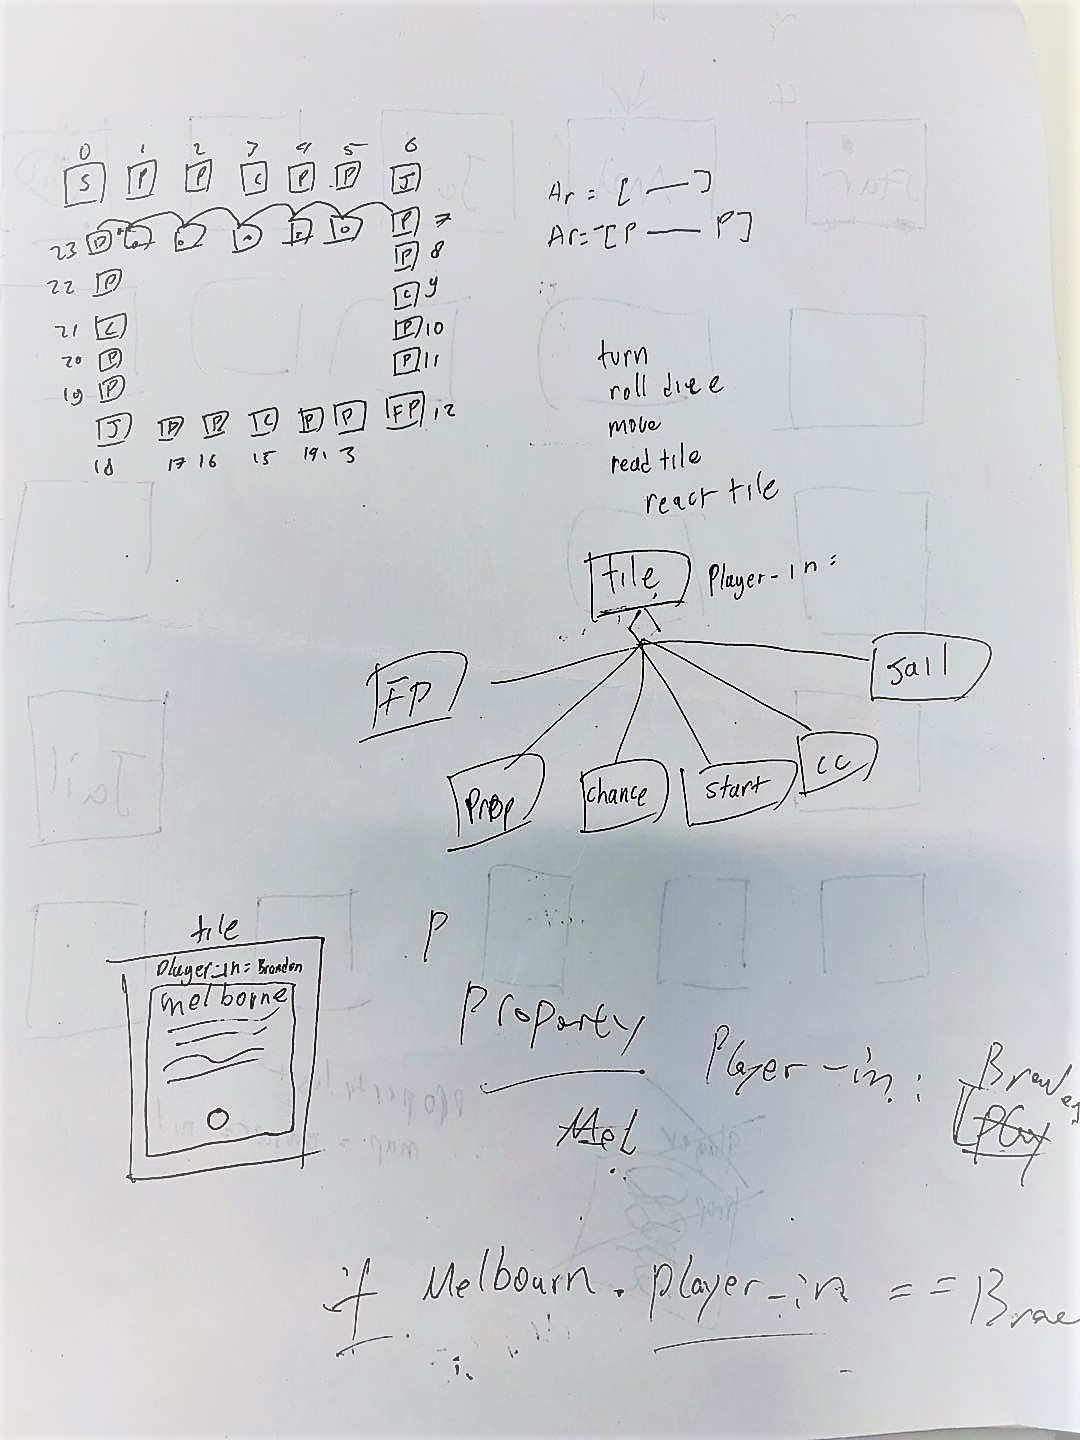 0 1 2 3 4 5 6
S P P C P P J
Ar = [ — ]
Ar = [P — P]
23 P P 7
22 P P 8
21 C C 9
20 P P 10
19 P P 11
J P P C P P FP 12
18 17 16 15 14 13
turn
roll dice
move
read tile
react tile
tile Player-in =
FP Jail
Prop chance start CC
tile
Player-in = Brandon
melborne
P
Property
Player-in :
Mel
if Melbourn . player-in == Brae